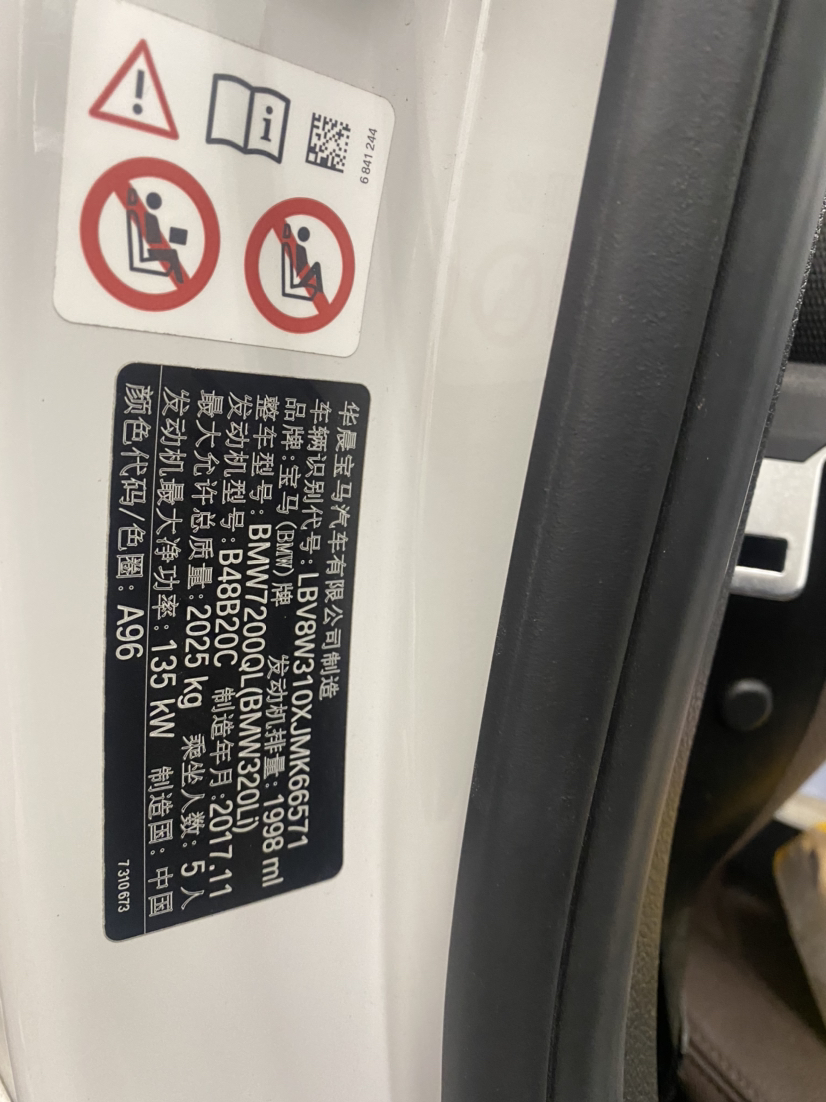 6 841 244
华晨宝马汽车有限公司制造
车辆识别代号：LBV8W310XJMK66571
品牌：宝马(BMW)牌 发动机排量：1998 ml
整车型号：BMW7200QL(BMW320Li)
发动机型号：B48B20C 制造年月：2017.11
最大允许总质量：2025 kg 乘坐人数：5 人
发动机最大净功率：135 kW 制造国：中国
颜色代码/色圈：A96
7 310 673